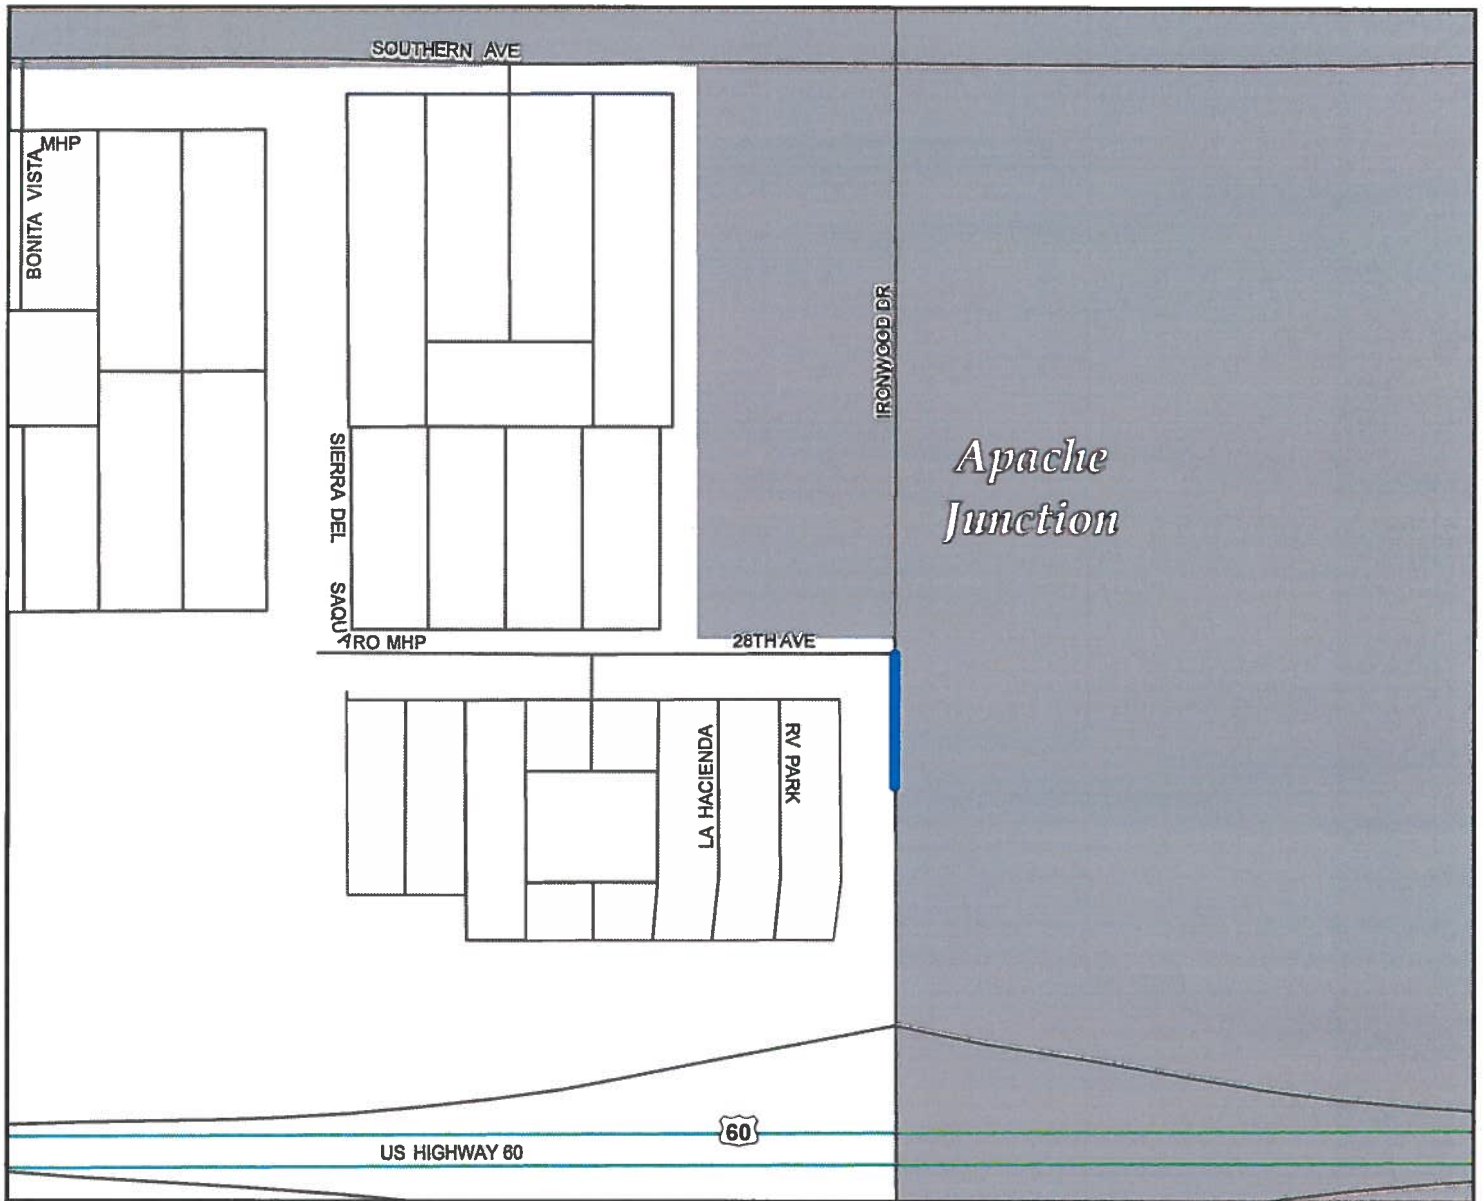 SOUTHERN AVE
MHP
BONITA VISTA
IRONWOOD DR
SIERRA DEL SAQUARO MHP
Apache
Junction
28TH AVE
LA HACIENDA
RV PARK
60
US HIGHWAY 60